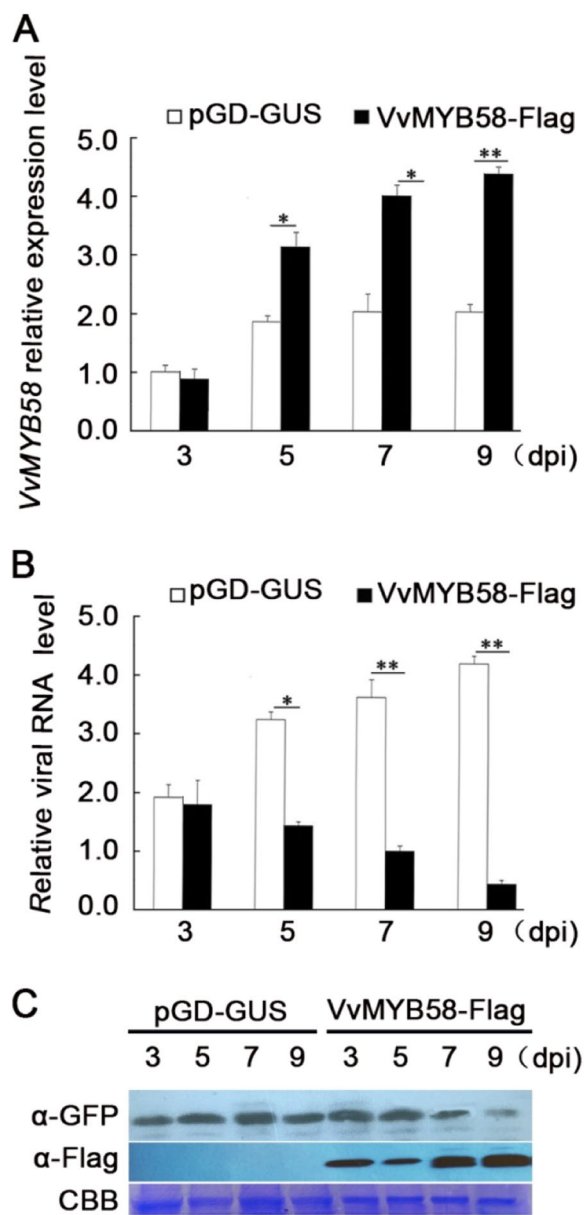 A
pGD-GUS VvMYB58-Flag
VvMYB58 relative expression level
5.0
4.0
3.0
2.0
1.0
0.0
* * **
3 5 7 9 (dpi)
B
pGD-GUS VvMYB58-Flag
Relative viral RNA level
5.0
4.0
3.0
2.0
1.0
0.0
* ** **
3 5 7 9 (dpi)
C
pGD-GUS VvMYB58-Flag
3 5 7 9 3 5 7 9 (dpi)
α-GFP
α-Flag
CBB